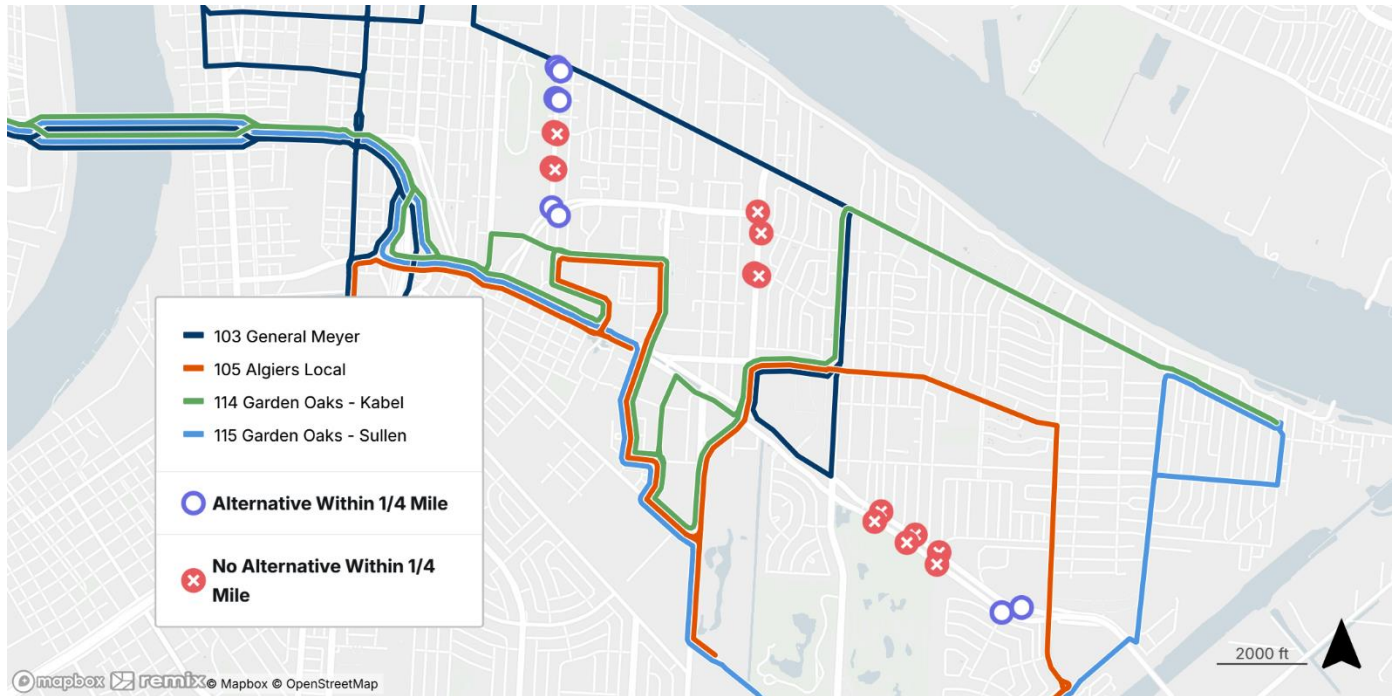 103 General Meyer
105 Algiers Local
114 Garden Oaks - Kabel
115 Garden Oaks - Sullen
Alternative Within 1/4 Mile
No Alternative Within 1/4
Mile
2000 ft
mapbox remix © Mapbox © OpenStreetMap